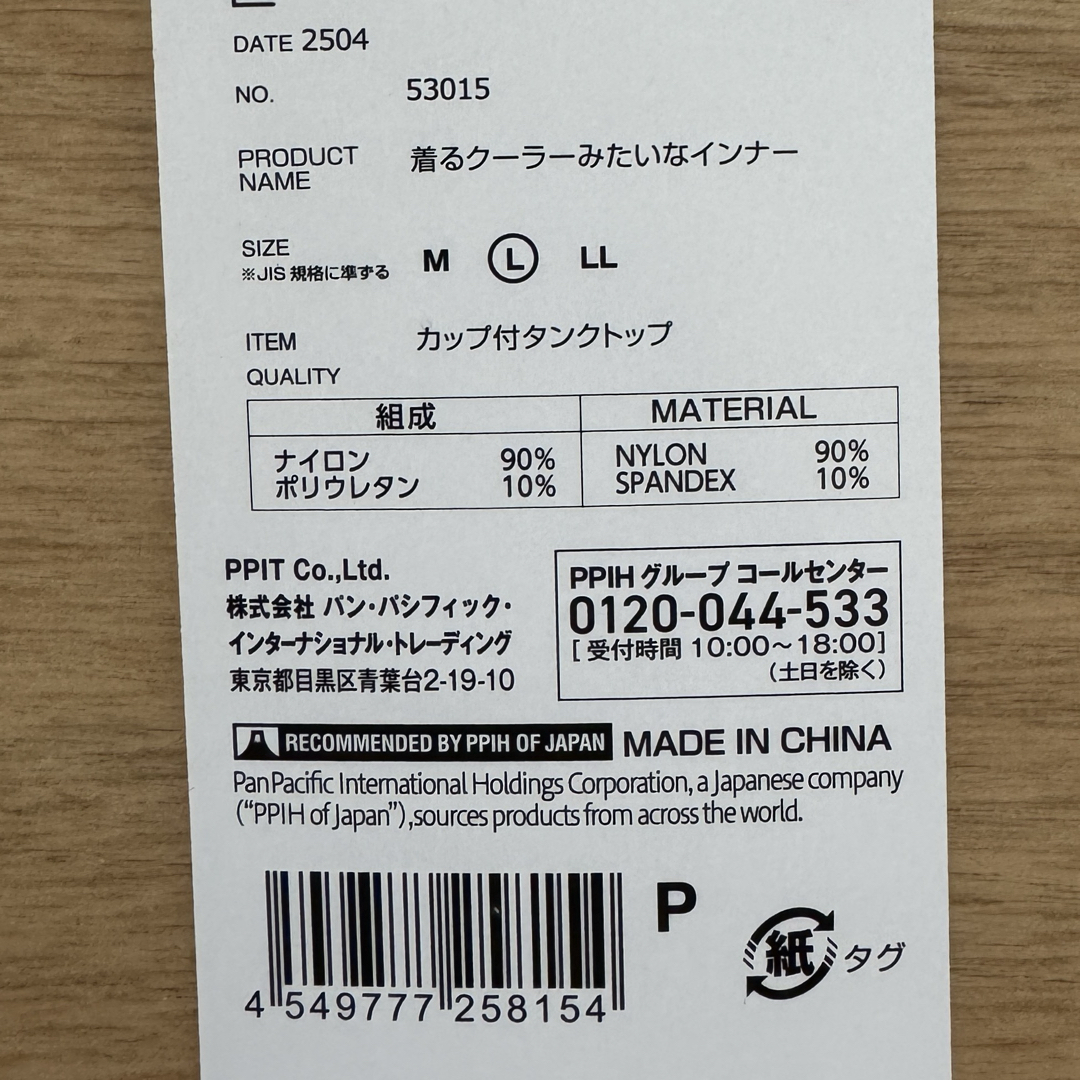 DATE 2504
NO. 53015
PRODUCT NAME 着るクーラーみたいなインナー
SIZE
※JIS 規格に準ずる M L LL
ITEM カップ付タンクトップ
QUALITY
組成 MATERIAL
ナイロン 90% NYLON 90%
ポリウレタン 10% SPANDEX 10%
PPIT Co.,Ltd.
株式会社 パン・パシフィック・
インターナショナル・トレーディング
東京都目黒区青葉台2-19-10
PPIH グループ コールセンター
0120-044-533
[ 受付時間 10:00～18:00]
(土日を除く)
RECOMMENDED BY PPIH OF JAPAN MADE IN CHINA
Pan Pacific International Holdings Corporation, a Japanese company
(“PPIH of Japan”),sources products from across the world.
P
紙 タグ
4 549777 258154